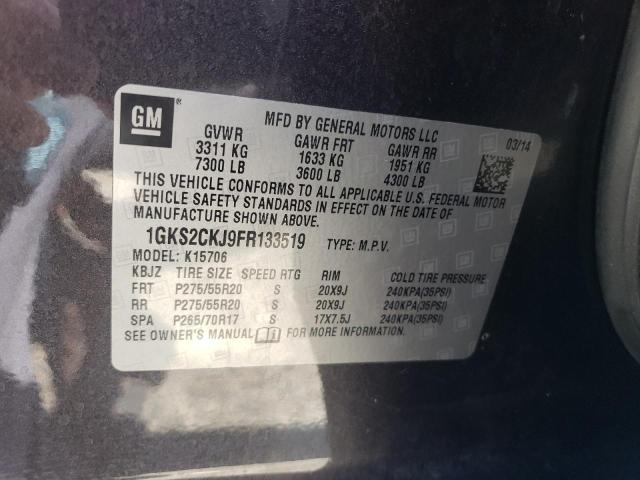 GM ®
MFD BY GENERAL MOTORS LLC
GVWR GAWR FRT GAWR RR 03/14
3311 KG 1633 KG 1951 KG
7300 LB 3600 LB 4300 LB
THIS VEHICLE CONFORMS TO ALL APPLICABLE U.S. FEDERAL MOTOR
VEHICLE SAFETY STANDARDS IN EFFECT ON THE DATE OF
MANUFACTURE SHOWN ABOVE.
1GKS2CKJ9FR133519 TYPE: M.P.V.
MODEL: K15706
KBJZ TIRE SIZE SPEED RTG RIM COLD TIRE PRESSURE
FRT P275/55R20 S 20X9J 240KPA(35PSI)
RR P275/55R20 S 20X9J 240KPA(35PSI)
SPA P265/70R17 S 17X7.5J 240KPA(35PSI)
SEE OWNER'S MANUAL FOR MORE INFORMATION.